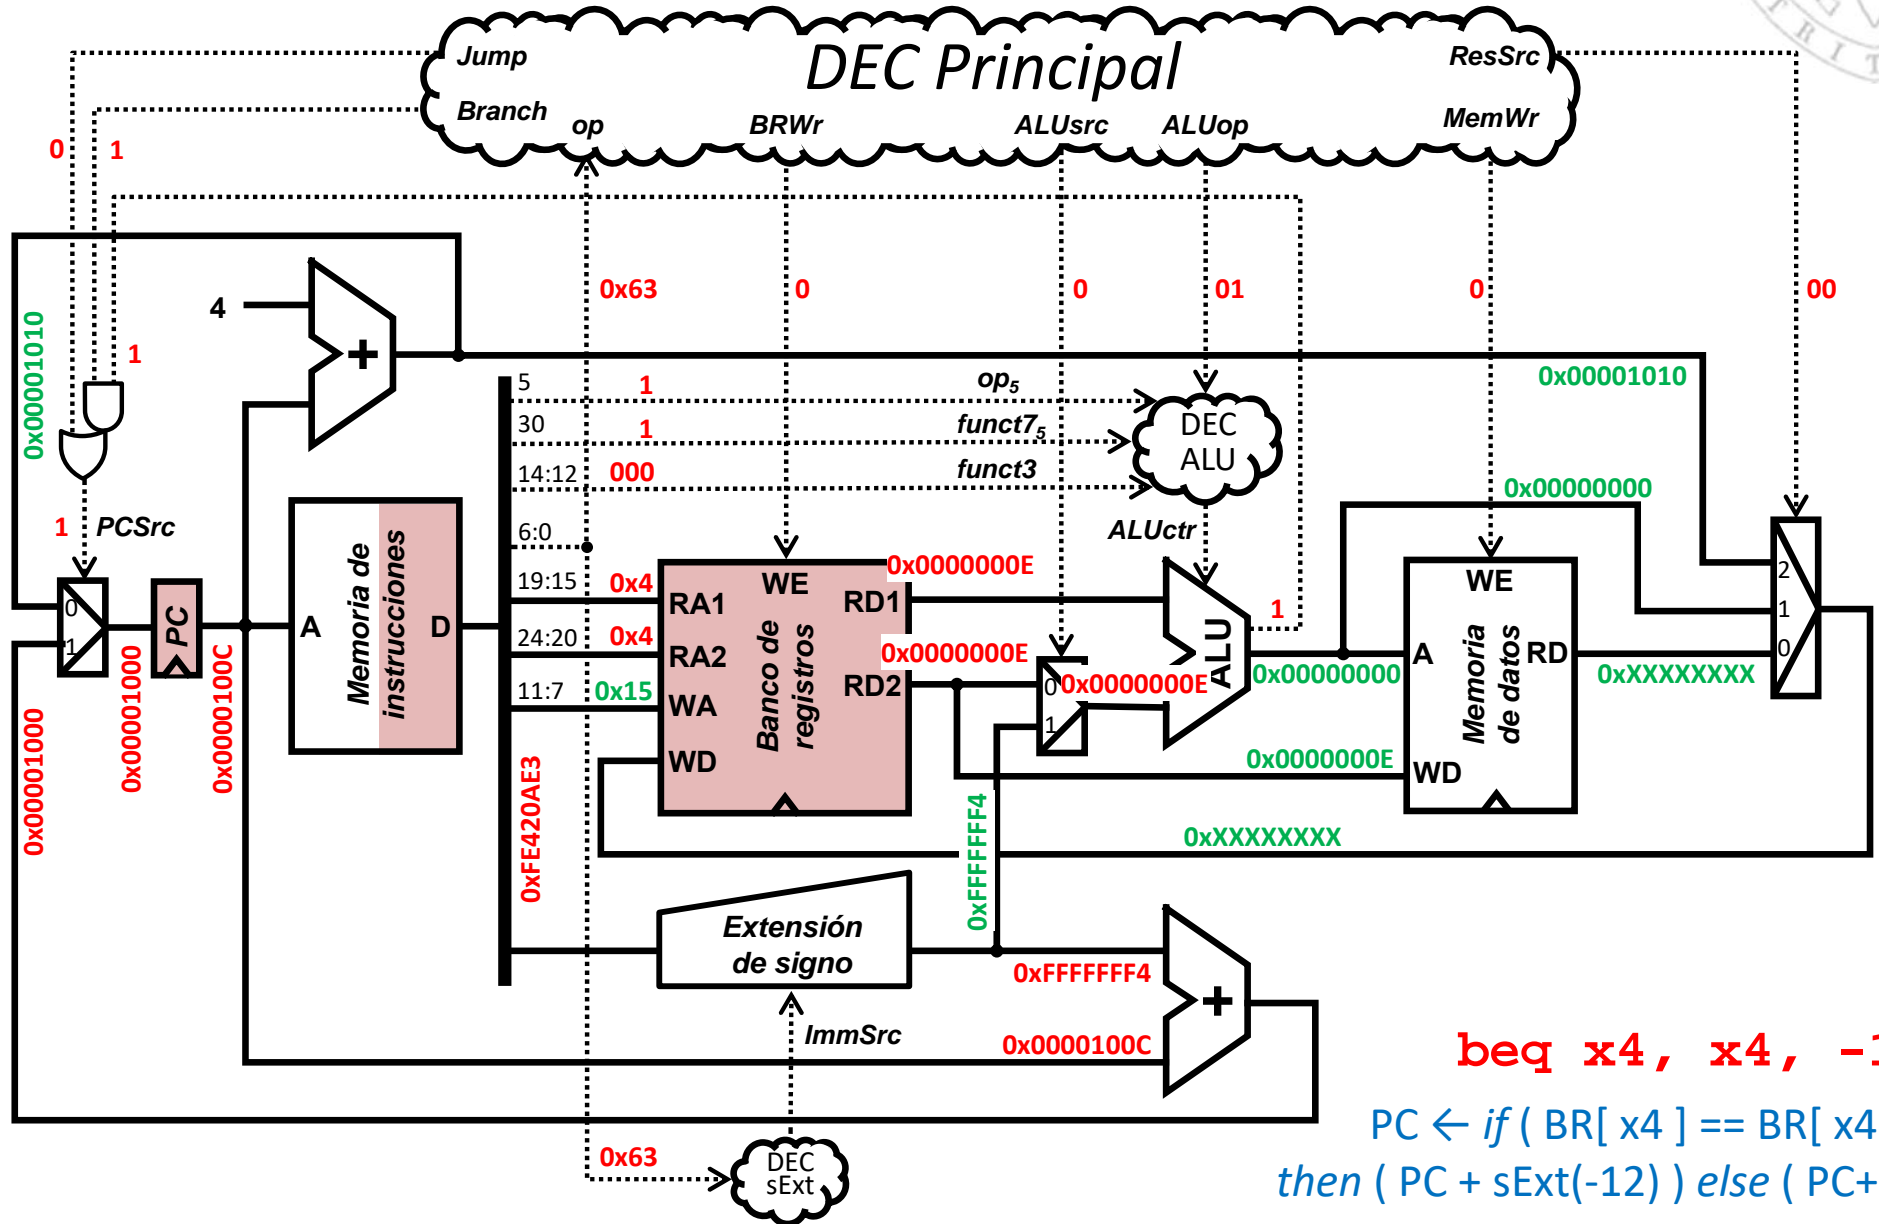 DEC Principal
Jump
Branch
op
BRWr
ALUsrc
ALUop
ResSrc
MemWr
0
1
0x63
0
0
01
0
00
4
+
0x00001010
1
0x00001010
5
1
op5
30
1
funct75
14:12
000
funct3
DEC
ALU
6:0
ALUctr
1
PCSrc
0
1
PC
0x00001000
0x00001000
0x0000100C
A
Memoria de
instrucciones
D
19:15
0x4
24:20
0x4
11:7
0x15
0xFE420AE3
RA1
RA2
WA
WD
WE
Banco de
registros
RD1
RD2
0x0000000E
0x0000000E
0
1
0x0000000E
ALU
1
0x00000000
0x00000000
A
WE
Memoria
de datos
RD
WD
0x0000000E
0xXXXXXXXX
2
1
0
0xXXXXXXXX
0xFFFFFFF4
Extensión
de signo
0xFFFFFFF4
0x0000100C
+
ImmSrc
0x63
DEC
sExt
beq x4, x4, -1
PC ← if ( BR[ x4 ] == BR[ x4
then ( PC + sExt(-12) ) else ( PC+